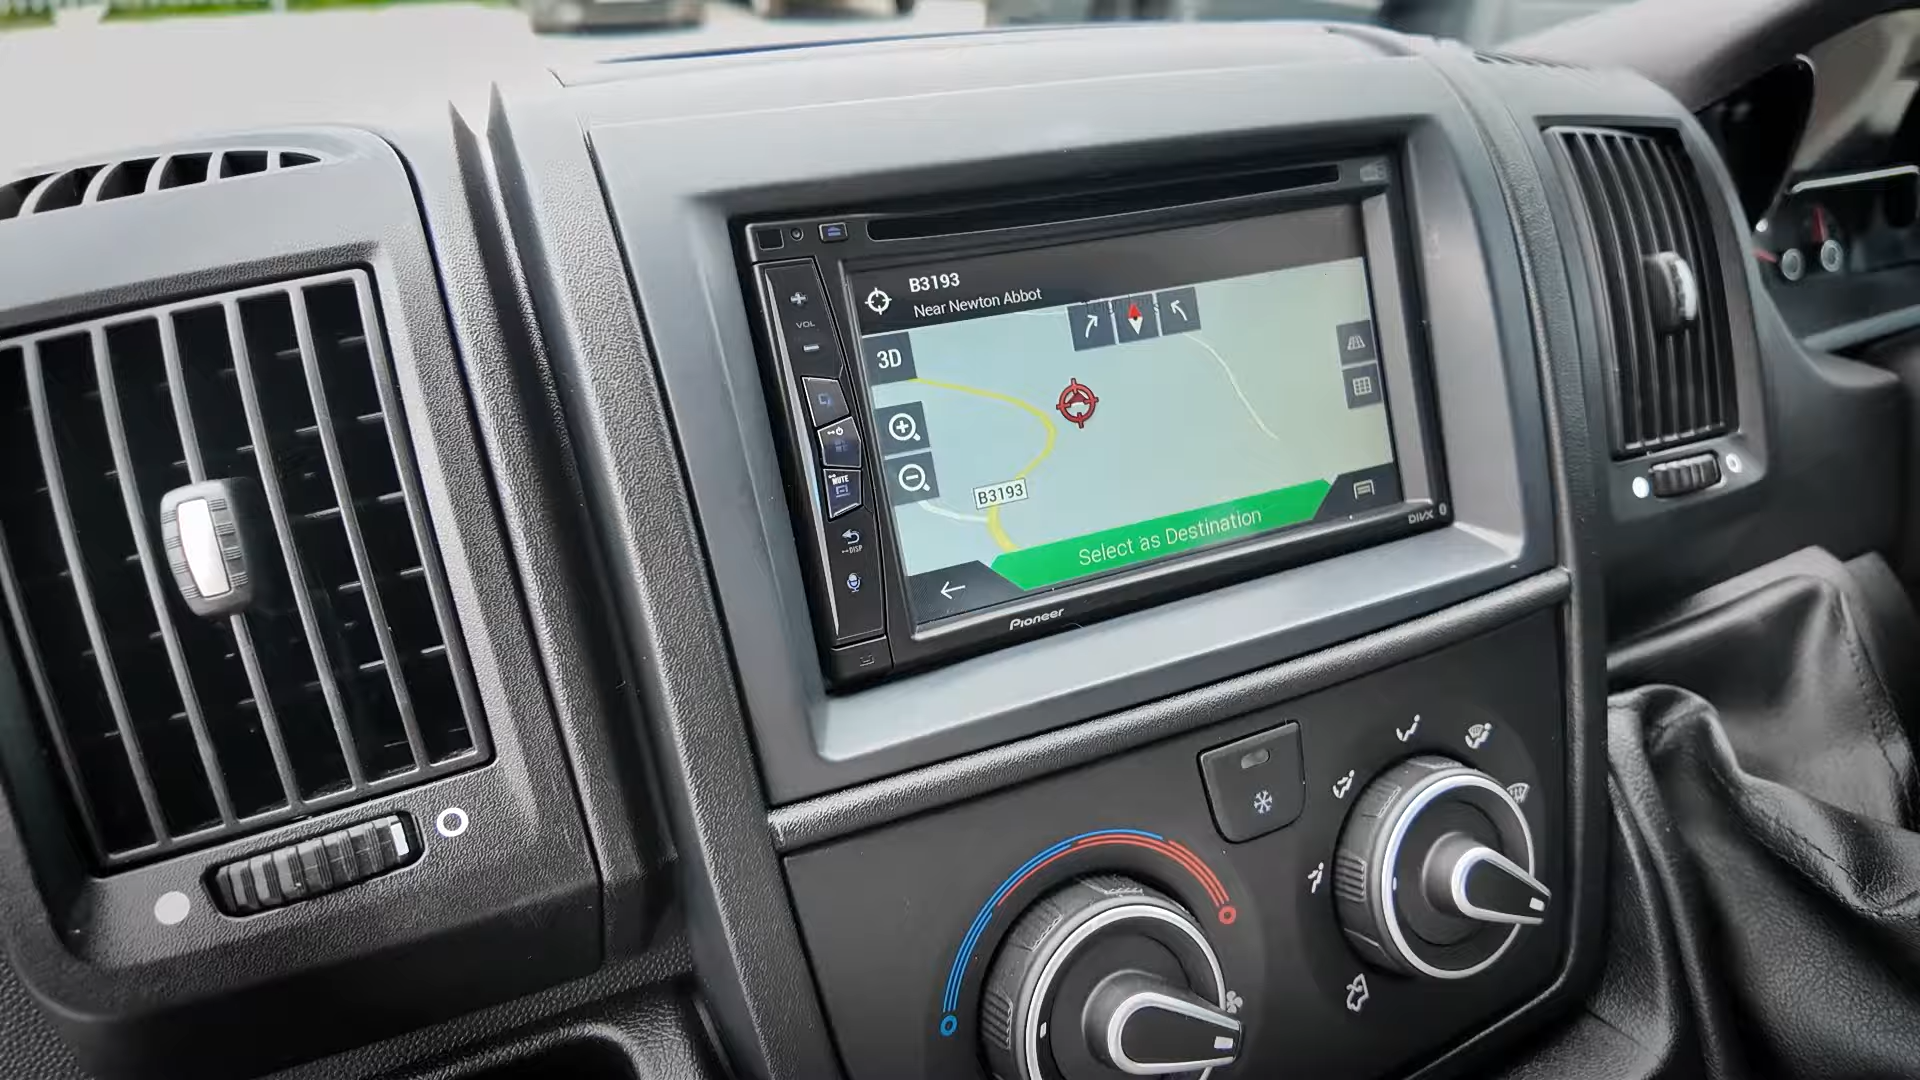 B3193
Near Newton Abbot
VOL
3D
MUTE
B3193
DISP
Select as Destination
DIVX
Pioneer